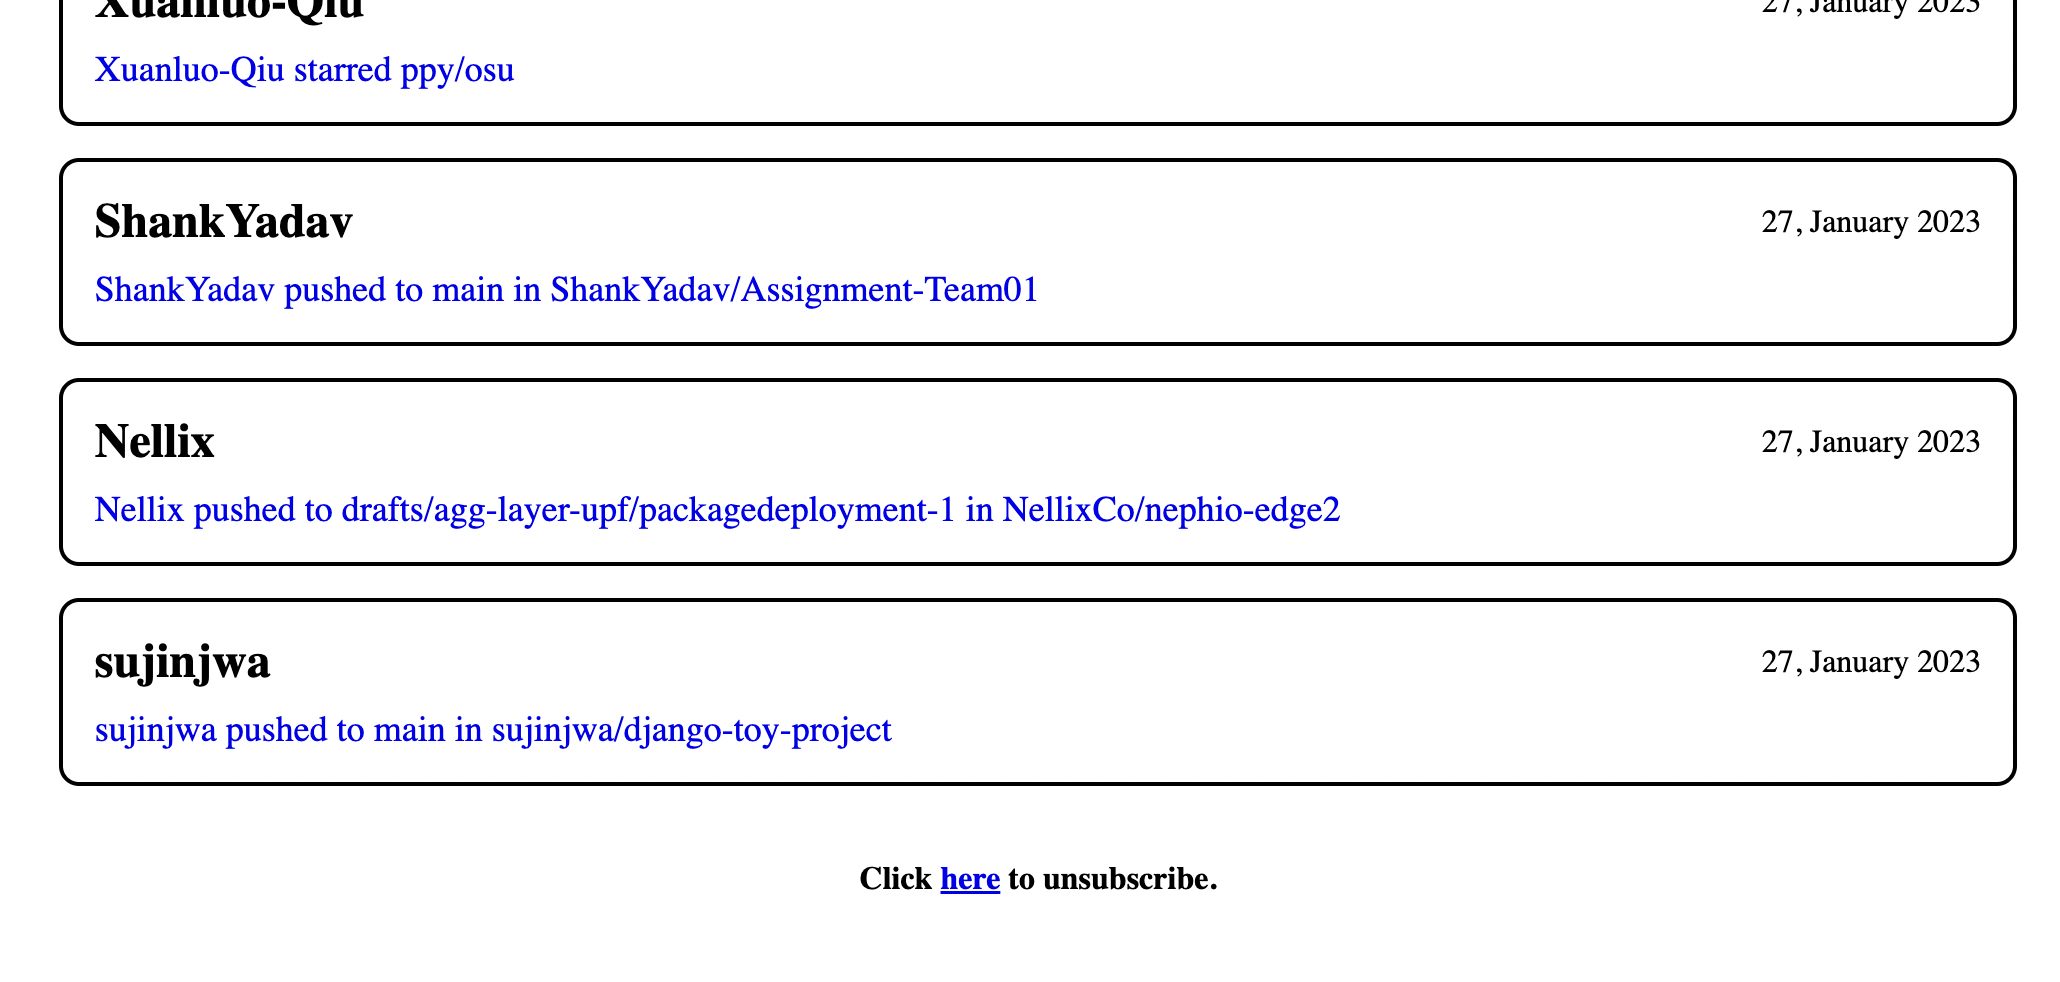 Xuanluo-Qiu
27, January 2023
Xuanluo-Qiu starred ppy/osu
ShankYadav
27, January 2023
ShankYadav pushed to main in ShankYadav/Assignment-Team01
Nellix
27, January 2023
Nellix pushed to drafts/agg-layer-upf/packagedeployment-1 in NellixCo/nephio-edge2
sujinjwa
27, January 2023
sujinjwa pushed to main in sujinjwa/django-toy-project
Click here to unsubscribe.